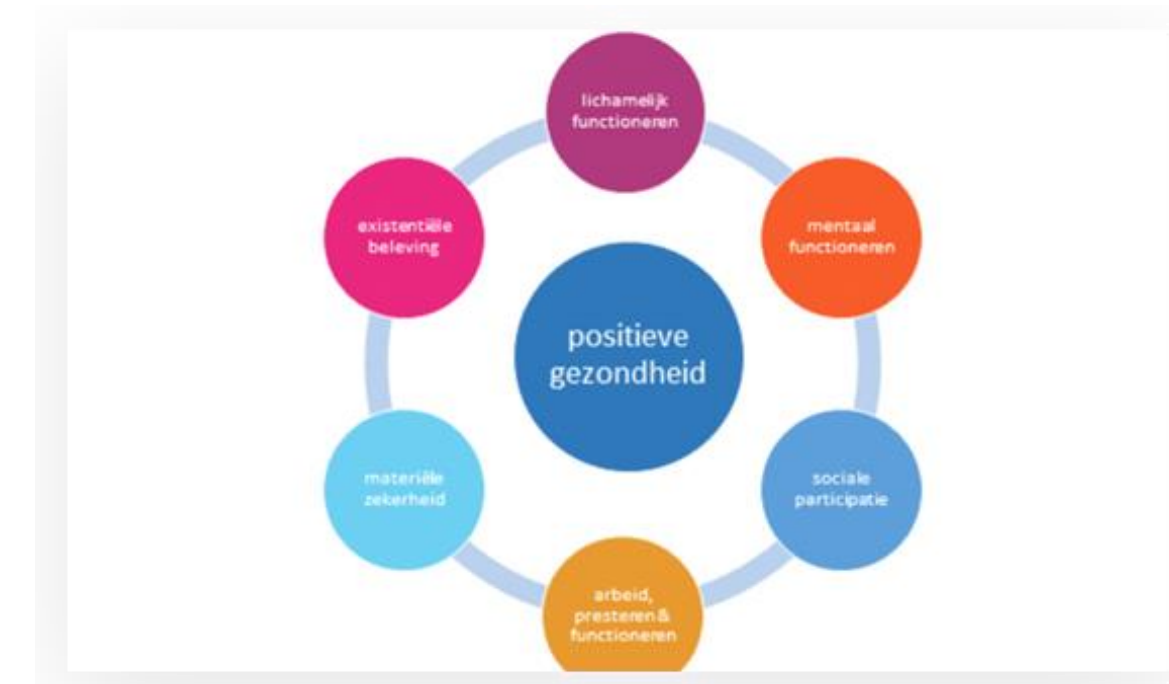 lichamelijk
functioneren
existentiële
beleving
mentaal
functioneren
positieve
gezondheid
materiële
zekerheid
sociale
participatie
arbeid,
presteren &
functioneren